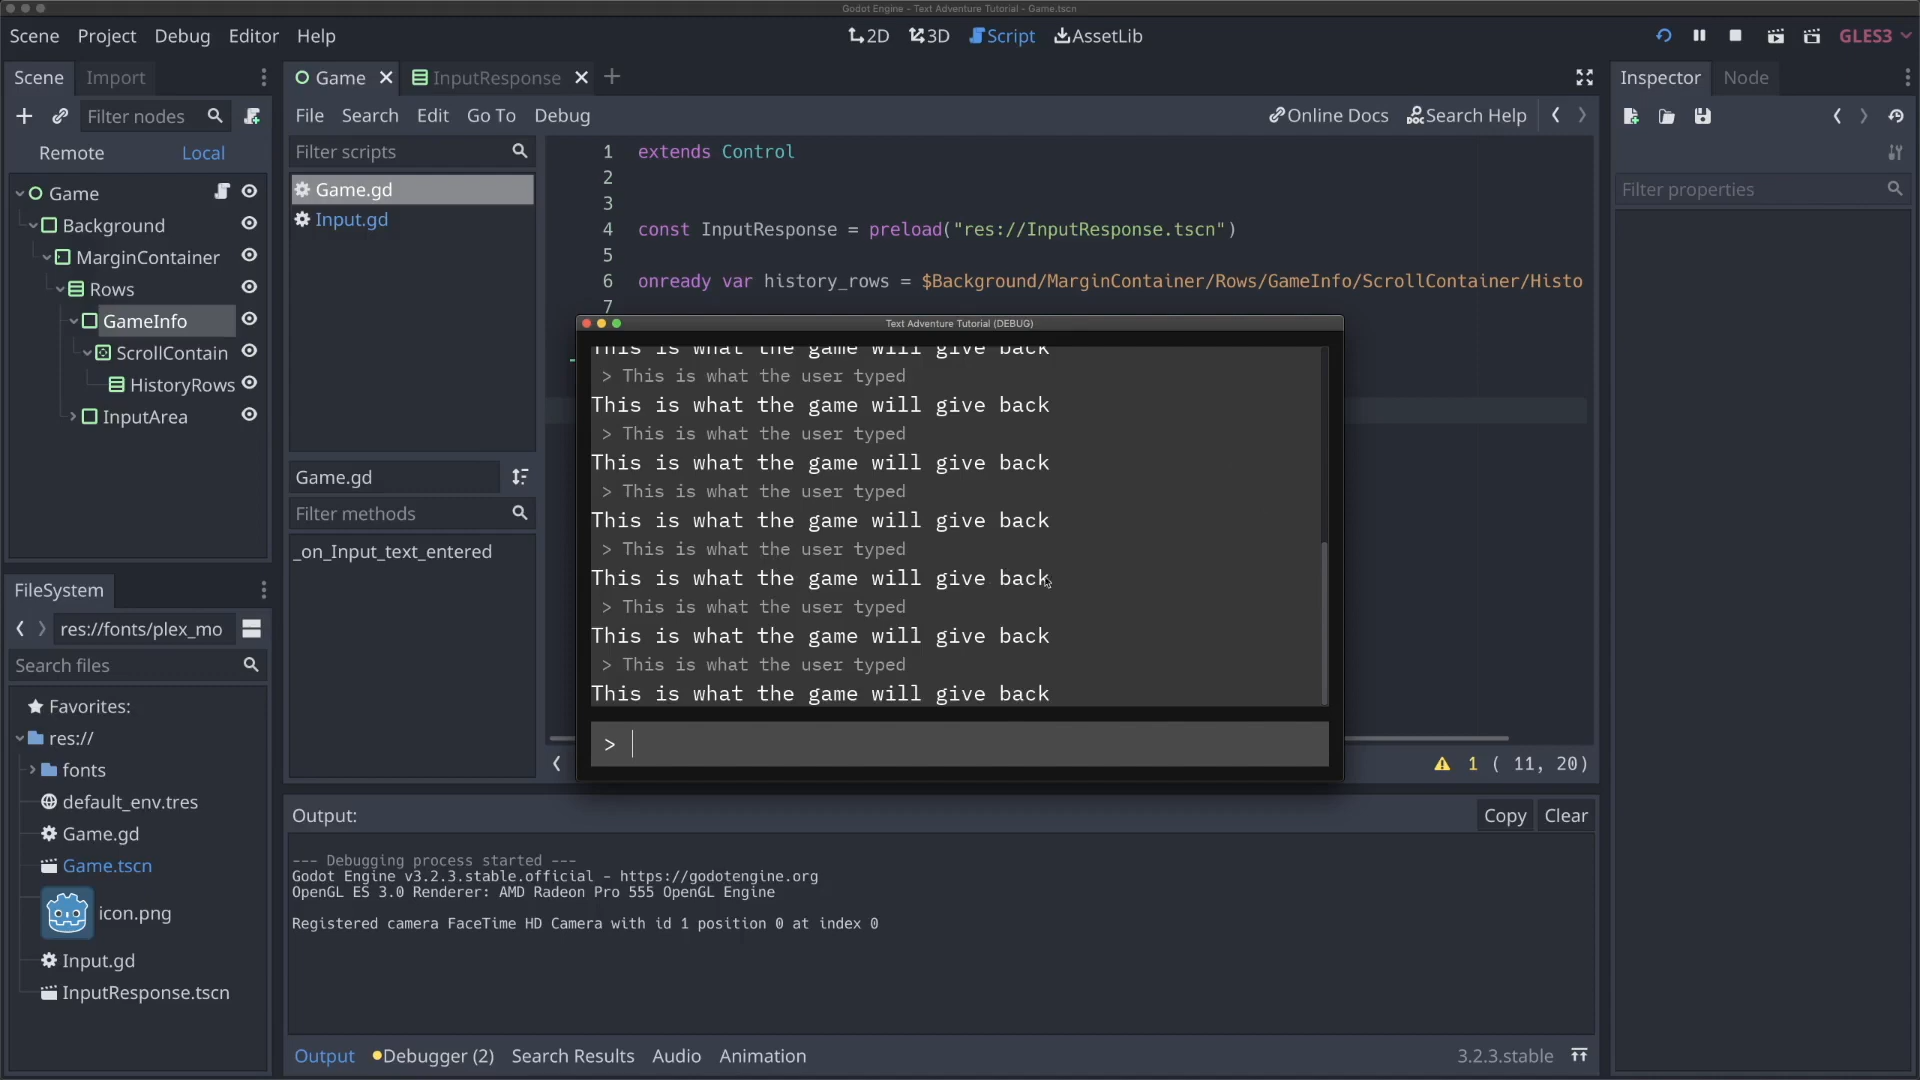 Godot Engine - Text Adventure Tutorial - Game.tscn
Scene Project Debug Editor Help
2D 3D Script AssetLib
GLES3
Scene Import
Game InputResponse
Inspector Node
Filter nodes
File Search Edit Go To Debug
Online Docs Search Help
Remote Local
Filter scripts
Game.gd
Input.gd
Filter properties
Game
Background
MarginContainer
Rows
GameInfo
ScrollContain
HistoryRows
InputArea
1 extends Control
2
3
4 const InputResponse = preload("res://InputResponse.tscn")
5
6 onready var history_rows = $Background/MarginContainer/Rows/GameInfo/ScrollContainer/Histo
7
Text Adventure Tutorial (DEBUG)
This is what the game will give back
> This is what the user typed
This is what the game will give back
> This is what the user typed
This is what the game will give back
> This is what the user typed
This is what the game will give back
> This is what the user typed
This is what the game will give back
> This is what the user typed
This is what the game will give back
> This is what the user typed
This is what the game will give back
>
Game.gd
Filter methods
_on_Input_text_entered
1 ( 11, 20)
FileSystem
res://fonts/plex_mo
Search files
Favorites:
res://
fonts
default_env.tres
Game.gd
Game.tscn
icon.png
Input.gd
InputResponse.tscn
Output:
Copy Clear
--- Debugging process started ---
Godot Engine v3.2.3.stable.official - https://godotengine.org
OpenGL ES 3.0 Renderer: AMD Radeon Pro 555 OpenGL Engine
Registered camera FaceTime HD Camera with id 1 position 0 at index 0
Output Debugger (2) Search Results Audio Animation
3.2.3.stable